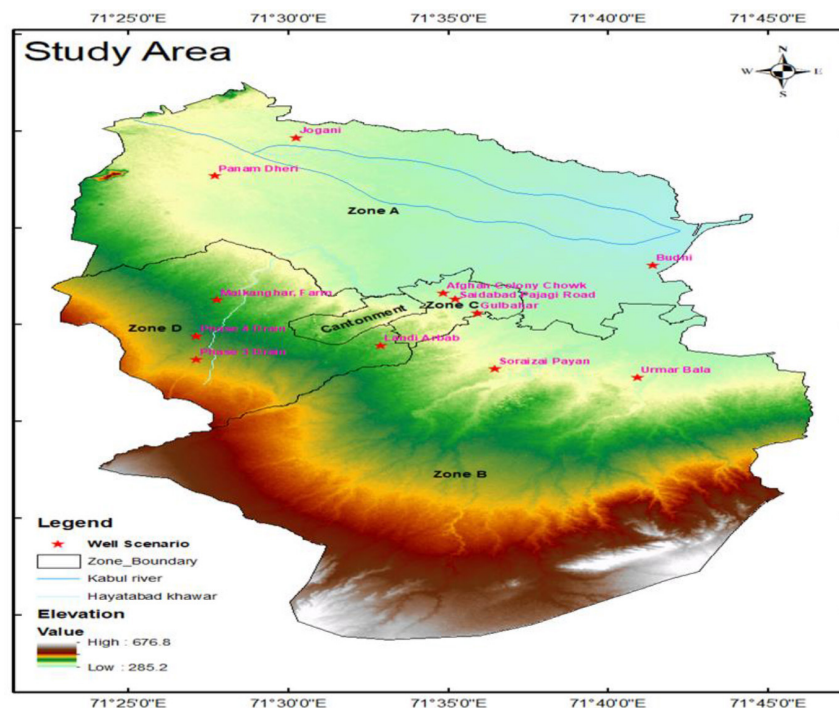 71°25'0"E 71°30'0"E 71°35'0"E 71°40'0"E 71°45'0"E
Study Area
N
W E
S
Jogani
Panam Dheri
Zone A
Budhni
Afghan Colony Chowk
Malkanghar, Farm
Saidabad Pajagi Road
Zone C
Gulbahar
Cantonment
Zone D
Phase 4 Drain
Landi Arbab
Phase 3 Drain
Soraizai Payan
Urmar Bala
Zone B
Legend
Well Scenario
Zone_Boundary
Kabul river
Hayatabad khawar
Elevation
Value
High : 676.8
Low : 285.2
71°25'0"E 71°30'0"E 71°35'0"E 71°40'0"E 71°45'0"E